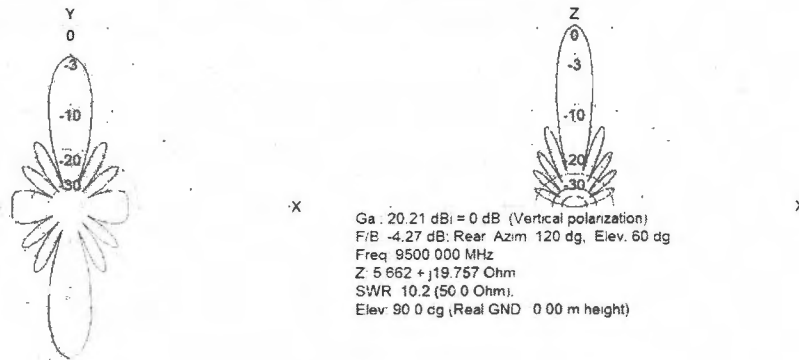 Y
0
-3
-10
-20
-30
X
Z
0
-3
-10
-20
-30
X
Ga : 20.21 dBi = 0 dB (Vertical polarization)
F/B -4.27 dB; Rear Azim 120 dg, Elev. 60 dg
Freq 9500 000 MHz
Z 5 662 + j19.757 Ohm
SWR 10.2 (50 0 Ohm),
Elev: 90 0 dg (Real GND 0 00 m height)